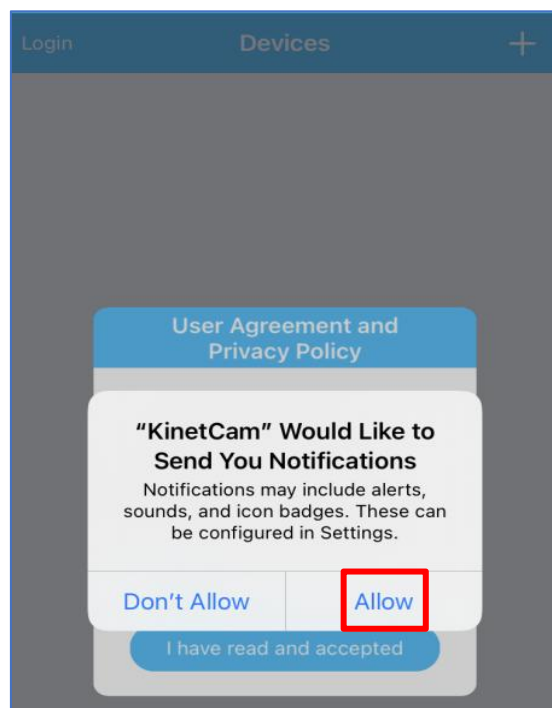 Login Devices +
User Agreement and
Privacy Policy
“KinetCam” Would Like to
Send You Notifications
Notifications may include alerts,
sounds, and icon badges. These can
be configured in Settings.
Don’t Allow Allow
I have read and accepted